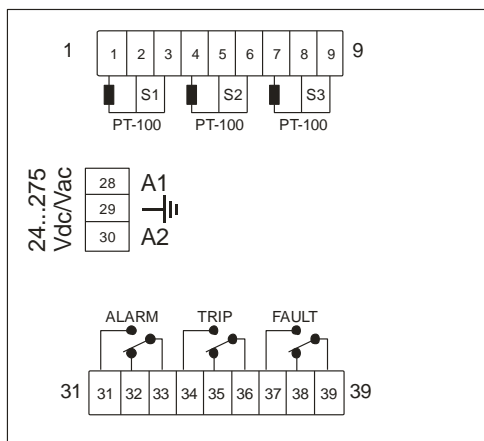 1 1 2 3 4 5 6 7 8 9 9
S1 S2 S3
PT-100 PT-100 PT-100
24...275
Vdc/Vac
28 A1
29
30 A2
ALARM TRIP FAULT
31 31 32 33 34 35 36 37 38 39 39